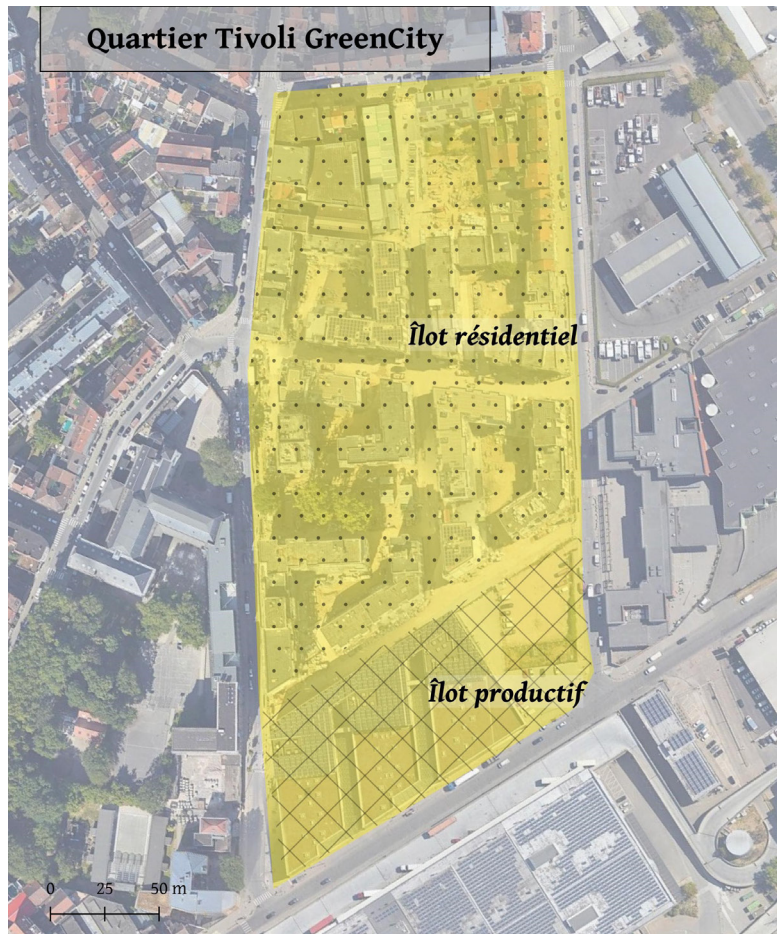 Quartier Tivoli GreenCity
Îlot résidentiel
Îlot productif
0 25 50 m